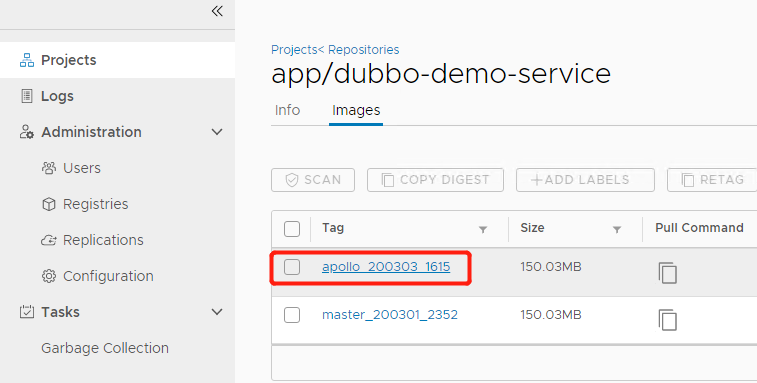 Projects
Logs
Administration
Users
Registries
Replications
Configuration
Tasks
Garbage Collection
Projects< Repositories
app/dubbo-demo-service
Info Images
SCAN COPY DIGEST +ADD LABELS RETAG
Tag Size Pull Command
apollo_200303_1615 150.03MB
master_200301_2352 150.03MB